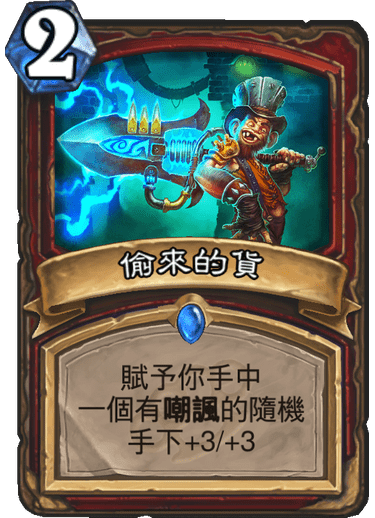 2
偷來的貨
賦予你手中
一個有嘲諷的隨機
手下+3/+3